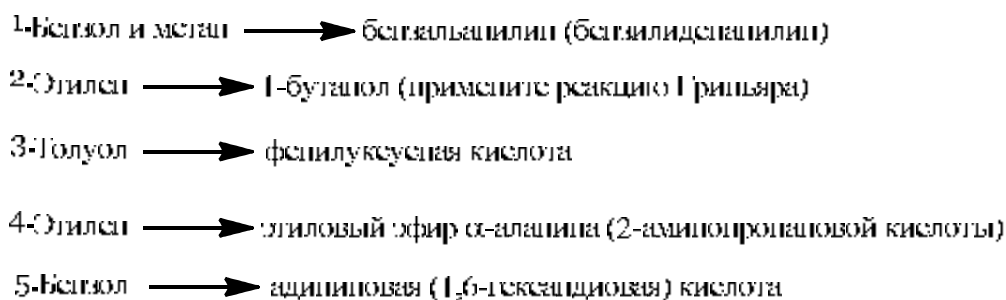 1-Бензол и метан → бензальанилин (бензилиденанилин)
2-Этилен → 1-бутанол (примените реакцию Гриньяра)
3-Толуол → фенилуксусная кислота
4-Этилен → этиловый эфир α-аланина (2-аминопропановой кислоты)
5-Бензол → адипиновая (1,6-гександиовая) кислота